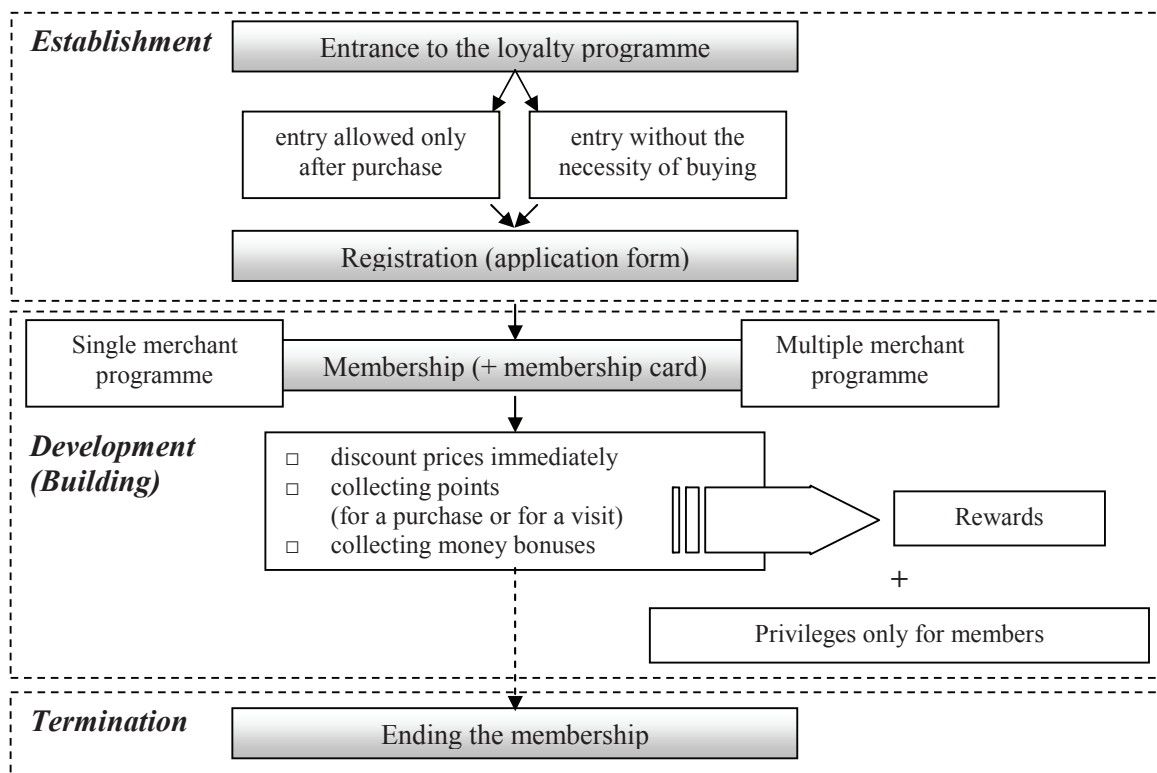 Establishment
Entrance to the loyalty programme
entry allowed only
after purchase
entry without the
necessity of buying
Registration (application form)
Single merchant
programme
Membership (+ membership card)
Multiple merchant
programme
Development
(Building)
□ discount prices immediately
□ collecting points
(for a purchase or for a visit)
□ collecting money bonuses
Rewards
+
Privileges only for members
Termination
Ending the membership